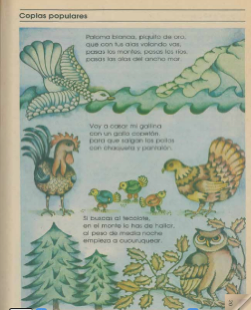 Coplas populares
Paloma blanca, piquito de oro,
que con tus alas volando vas,
pasas los montes, pasas los ríos,
pasas las olas del ancho mar.
Voy a casar mi gallina
con un gallo
para que salgan los pollos
con chaqueta y pantalón.
Si buscas al tecolote,
en el monte lo has de hallar,
al peso de media noche
empieza a cucurruquear.